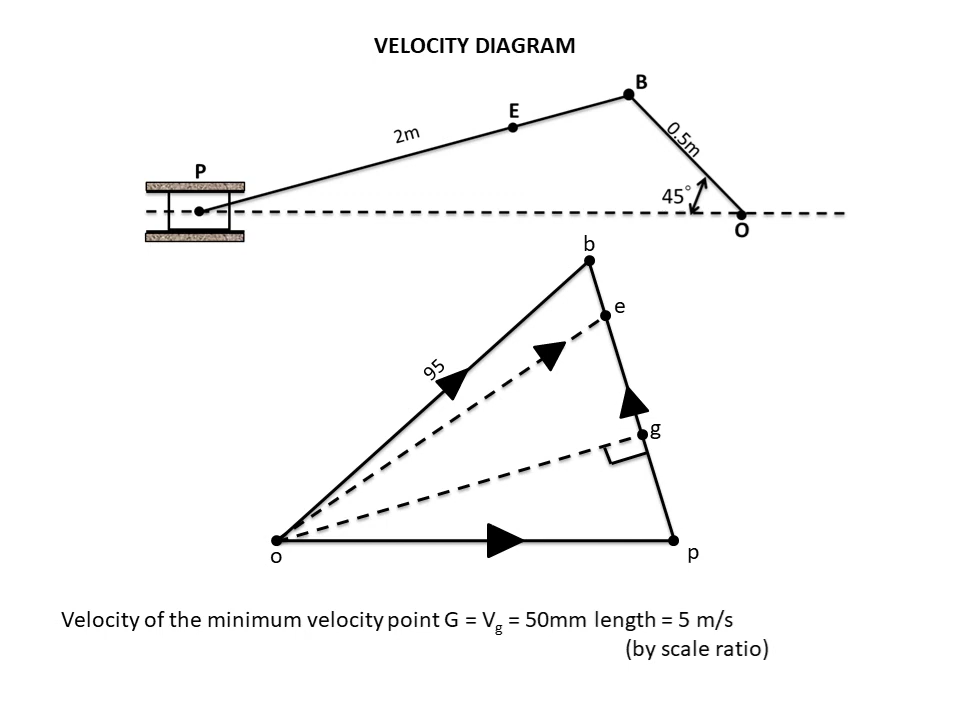 VELOCITY DIAGRAM
B
E
2m
0.5m
P
45°
O
b
e
95
g
o
p
Velocity of the minimum velocity point G = Vg = 50mm length = 5 m/s
(by scale ratio)